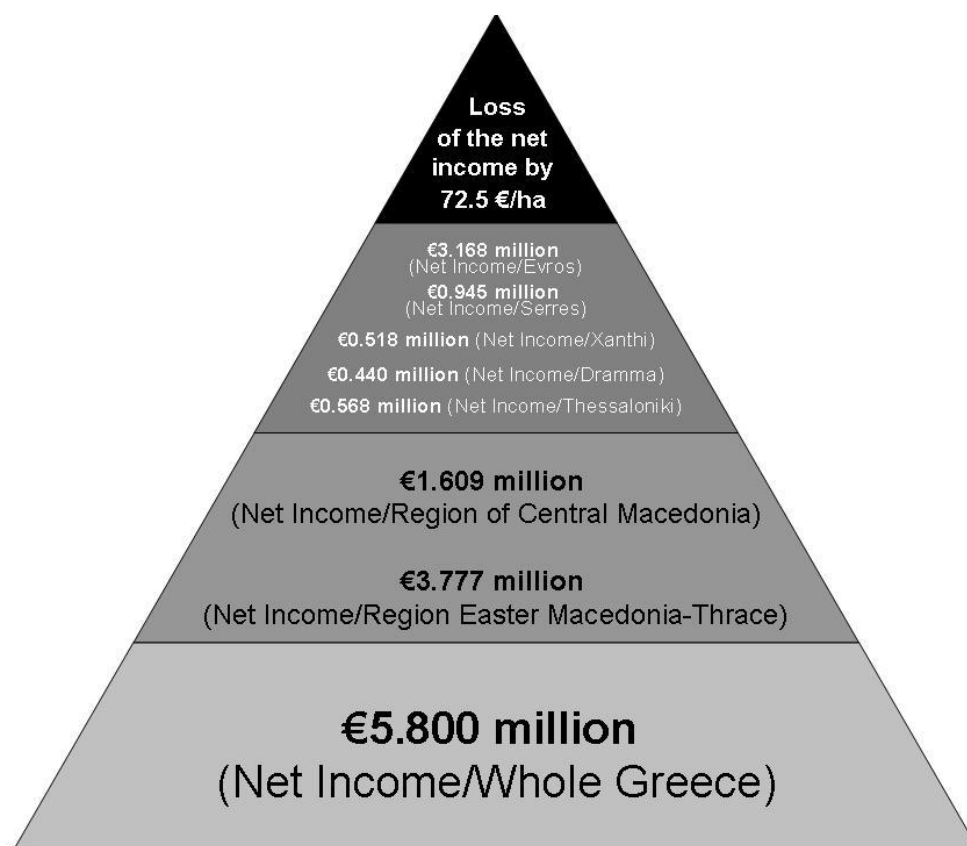 Loss
of the net
income by
72.5 €/ha
€3.168 million
(Net Income/Evros)
€0.945 million
(Net Income/Serres)
€0.518 million (Net Income/Xanthi)
€0.440 million (Net Income/Dramma)
€0.568 million (Net Income/Thessaloniki)
€1.609 million
(Net Income/Region of Central Macedonia)
€3.777 million
(Net Income/Region Easter Macedonia-Thrace)
€5.800 million
(Net Income/Whole Greece)